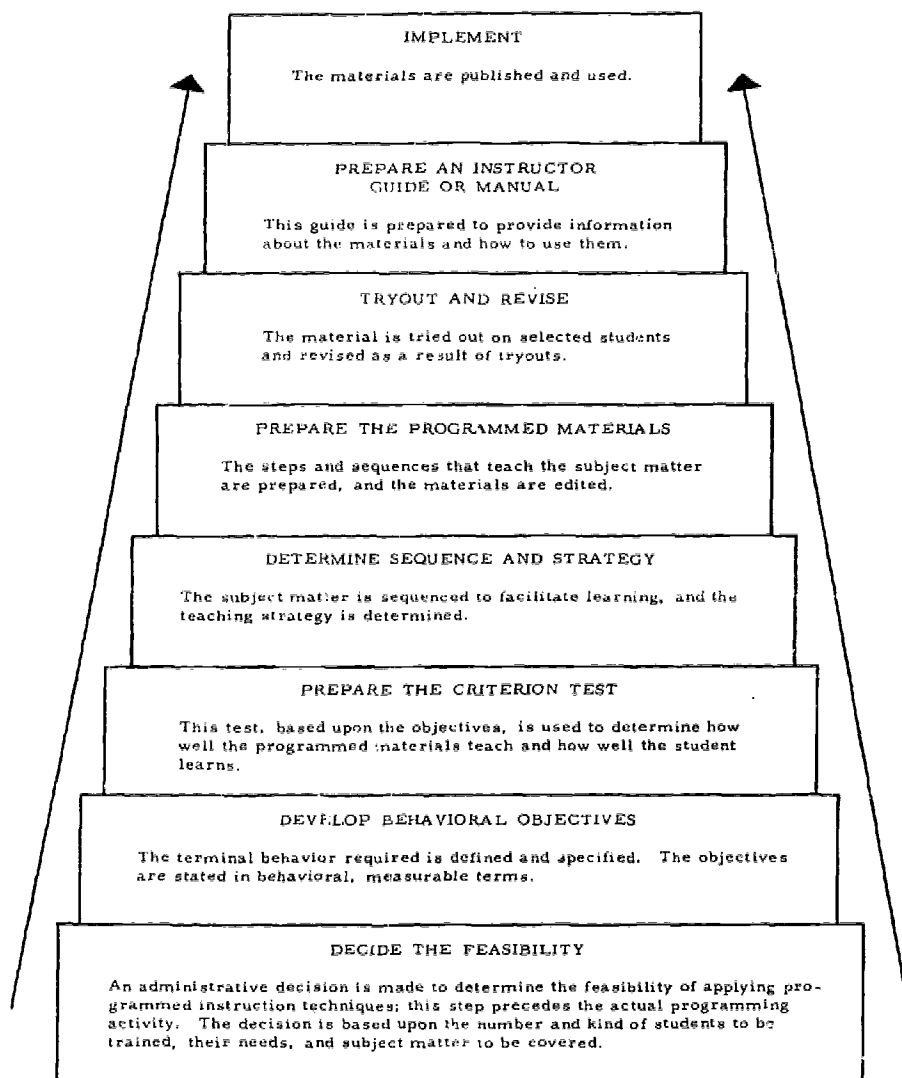 IMPLEMENT
The materials are published and used.
PREPARE AN INSTRUCTOR
GUIDE OR MANUAL
This guide is prepared to provide information
about the materials and how to use them.
TRYOUT AND REVISE
The material is tried out on selected students
and revised as a result of tryouts.
PREPARE THE PROGRAMMED MATERIALS
The steps and sequences that teach the subject matter
are prepared, and the materials are edited.
DETERMINE SEQUENCE AND STRATEGY
The subject matter is sequenced to facilitate learning, and the
teaching strategy is determined.
PREPARE THE CRITERION TEST
This test, based upon the objectives, is used to determine how
well the programmed materials teach and how well the student
learns.
DEVELOP BEHAVIORAL OBJECTIVES
The terminal behavior required is defined and specified. The objectives
are stated in behavioral, measurable terms.
DECIDE THE FEASIBILITY
An administrative decision is made to determine the feasibility of applying pro-
grammed instruction techniques; this step precedes the actual programming
activity. The decision is based upon the number and kind of students to be
trained, their needs, and subject matter to be covered.